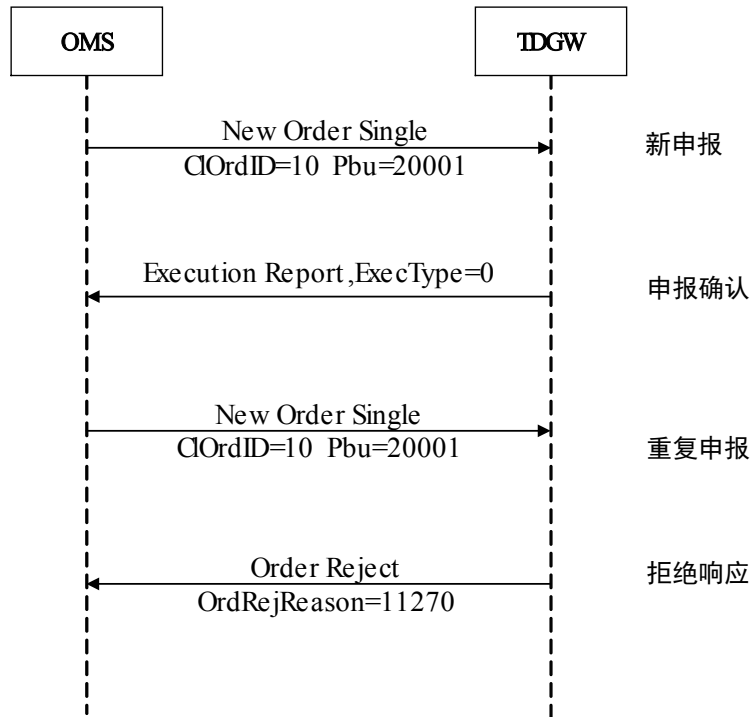 OMS
TDGW
New Order Single
ClOrdID=10 Pbu=20001
新申报
Execution Report,ExecType=0
申报确认
New Order Single
ClOrdID=10 Pbu=20001
重复申报
Order Reject
OrdRejReason=11270
拒绝响应